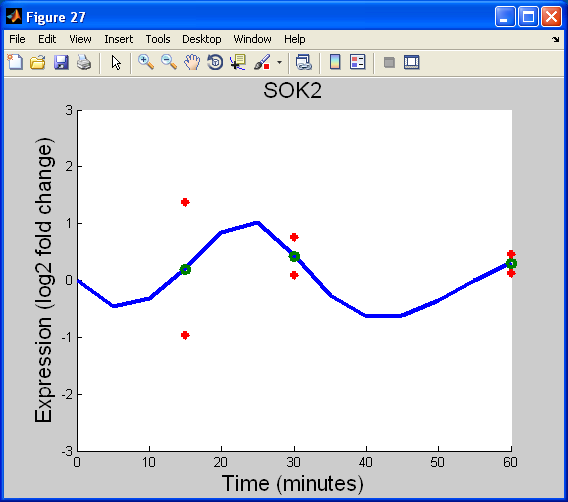 Figure 27
File Edit View Insert Tools Desktop Window Help
SOK2
Expression (log2 fold change)
3
2
1
0
-1
-2
-3
0 10 20 30 40 50 60
Time (minutes)